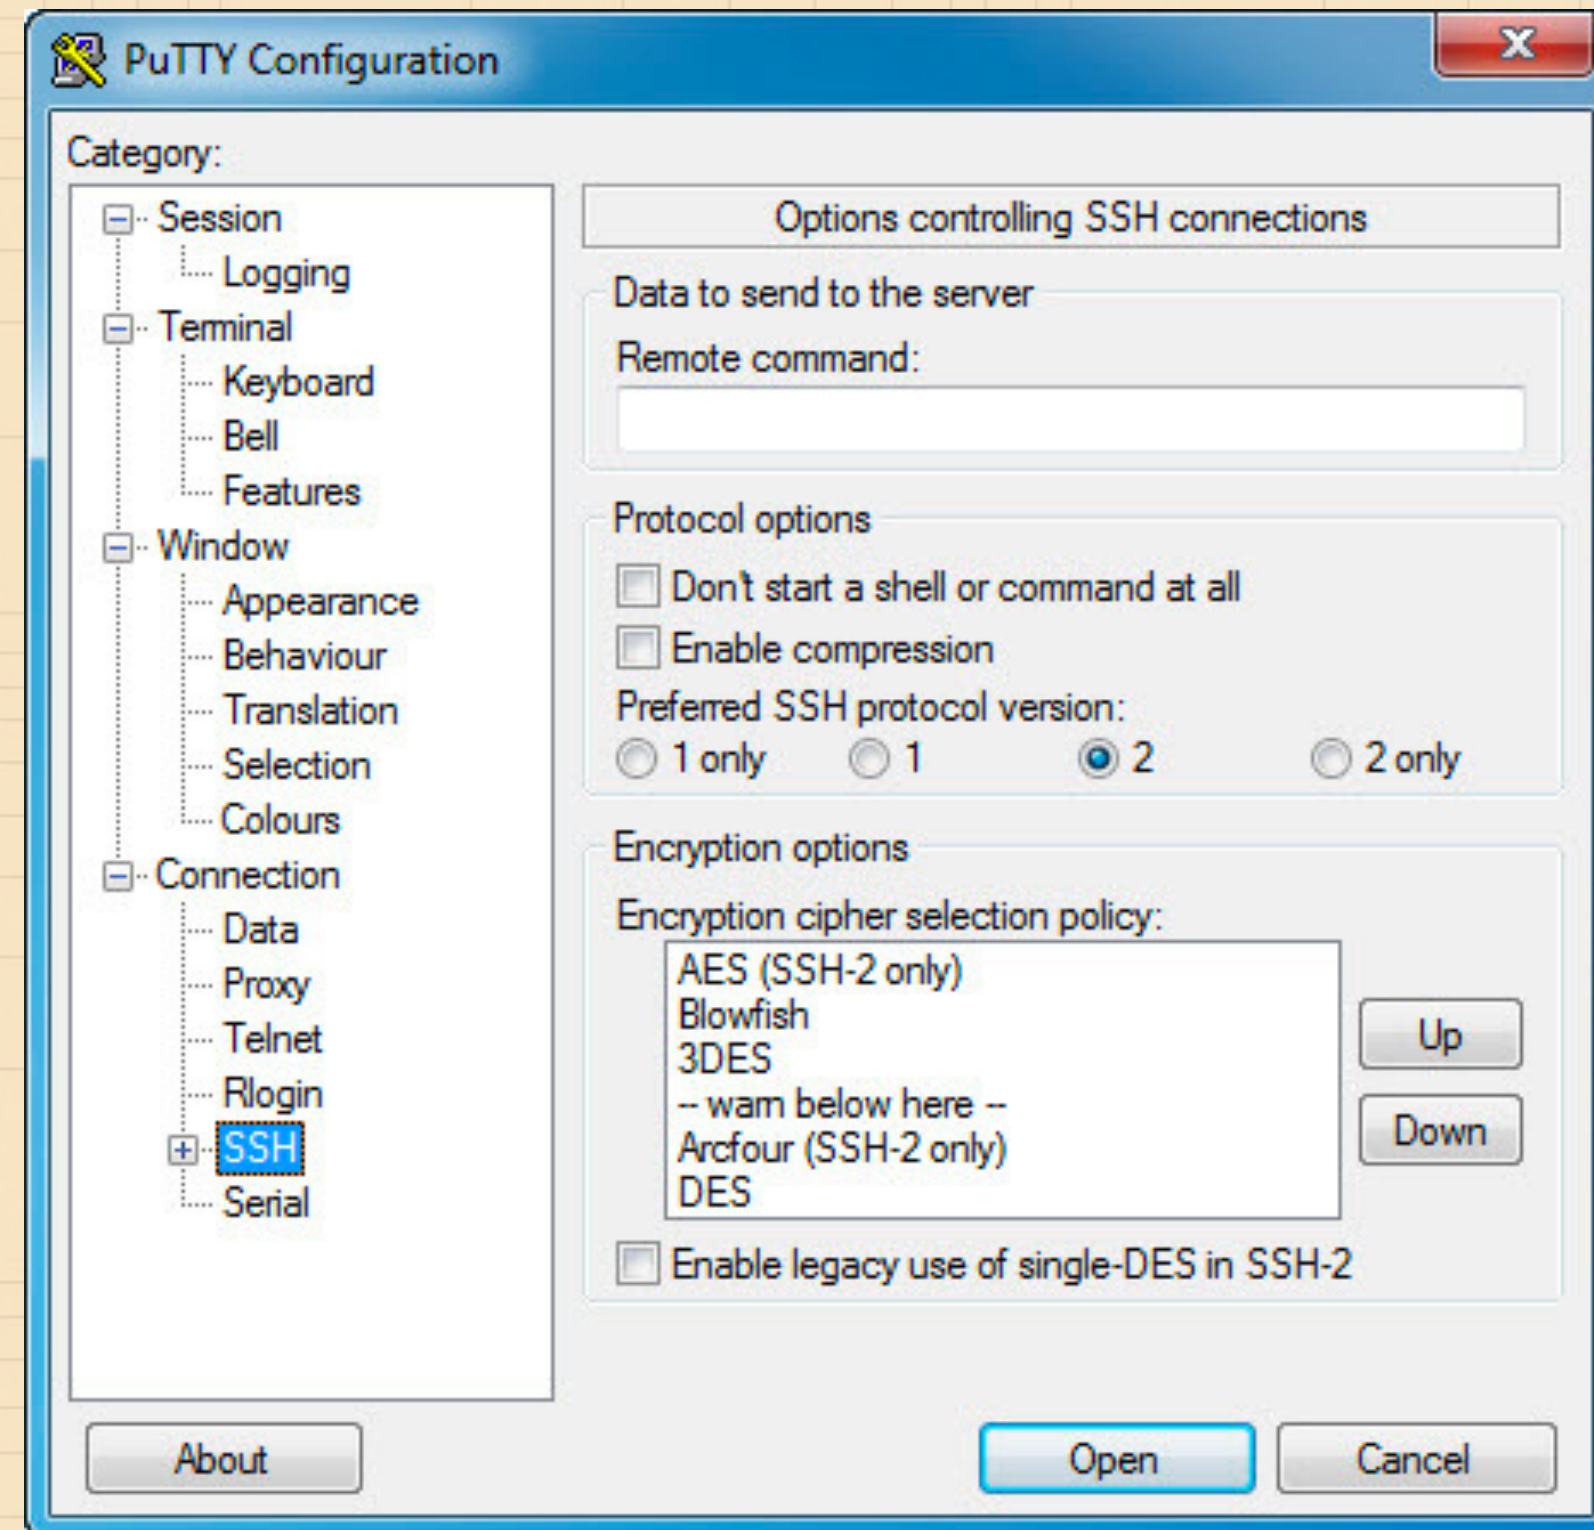 PuTTY Configuration
Category:
Session
Logging
Terminal
Keyboard
Bell
Features
Window
Appearance
Behaviour
Translation
Selection
Colours
Connection
Data
Proxy
Telnet
Rlogin
SSH
Serial
Options controlling SSH connections
Data to send to the server
Remote command:
Protocol options
Don't start a shell or command at all
Enable compression
Preferred SSH protocol version:
1 only 1 2 2 only
Encryption options
Encryption cipher selection policy:
AES (SSH-2 only)
Blowfish
3DES
-- warn below here --
Arcfour (SSH-2 only)
DES
Up
Down
Enable legacy use of single-DES in SSH-2
About
Open
Cancel